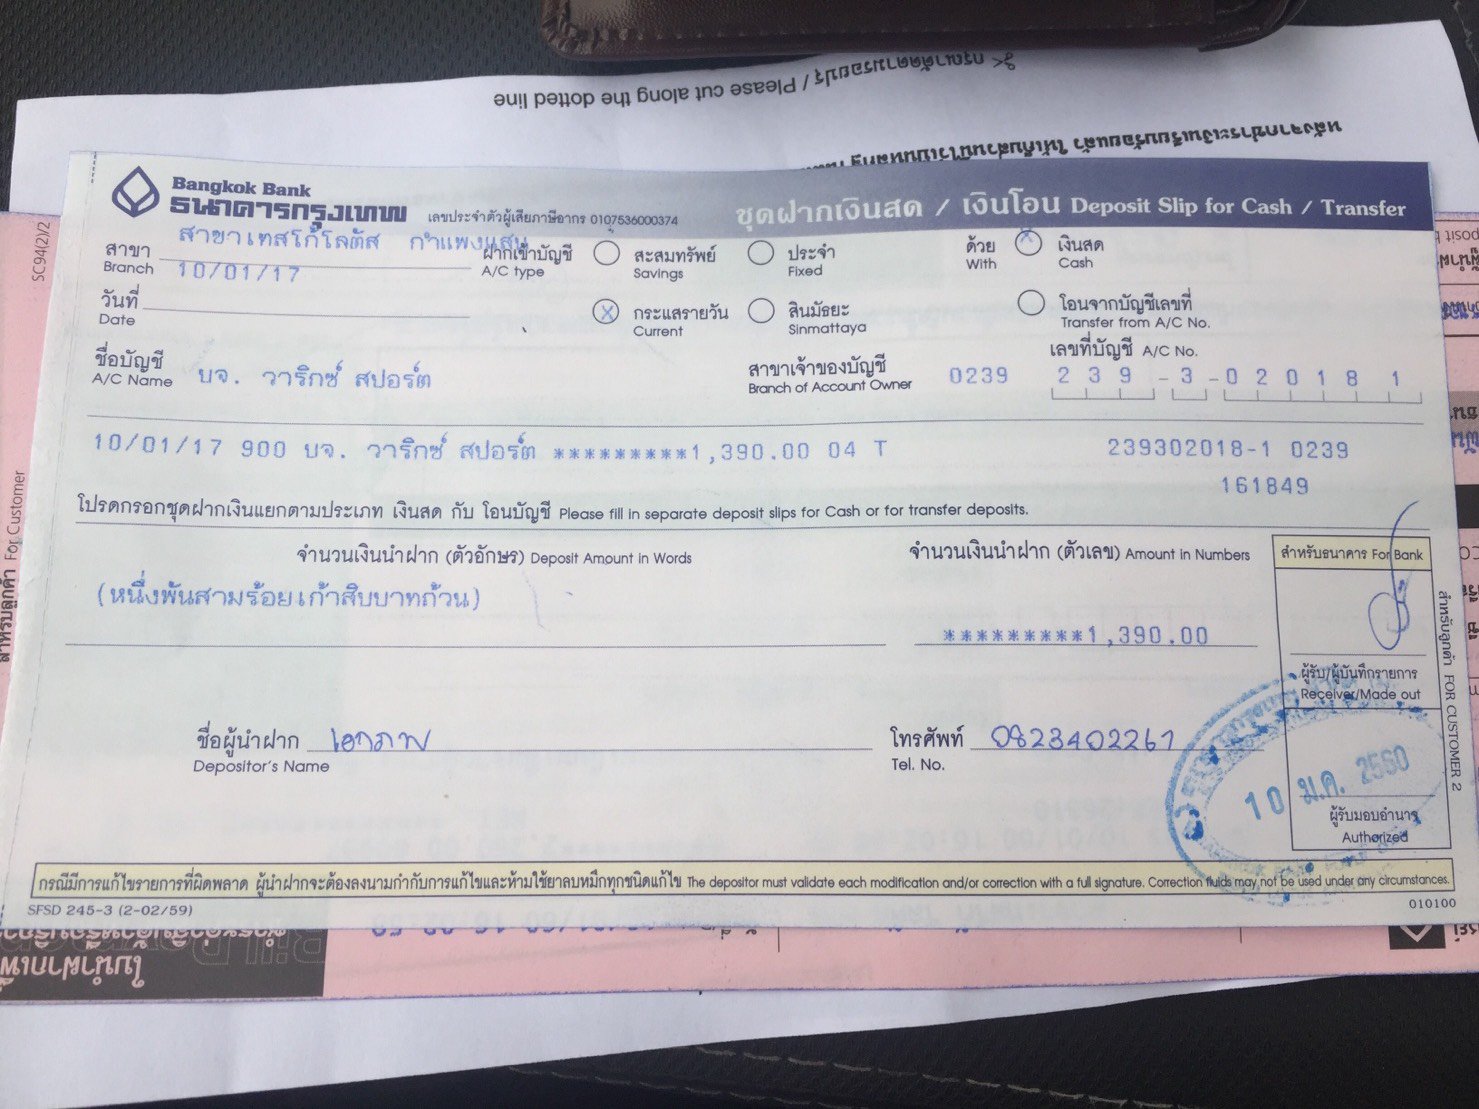 กรุณาตัดตามรอยปรุ / Please cut along the dotted line
SC94(2)/2
สำหรับลูกค้า For Customer
Bangkok Bank
ธนาคารกรุงเทพ
เลขประจำตัวผู้เสียภาษีอากร 0107536000374
ชุดฝากเงินสด / เงินโอน Deposit Slip for Cash / Transfer
สาขา Branch สาขาเทสโก้โลตัส กำแพงแสน
ฝากเข้าบัญชี A/C type
สะสมทรัพย์ Savings
ประจำ Fixed
ด้วย With
X เงินสด Cash
วันที่ Date 10/01/17
X กระแสรายวัน Current
สินมัธยะ Sinmattaya
โอนจากบัญชีเลขที่ Transfer from A/C No.
ชื่อบัญชี A/C Name บจ. วาริกซ์ สปอร์ต
สาขาเจ้าของบัญชี Branch of Account Owner 0239
เลขที่บัญชี A/C No.
239-3-020181
10/01/17 900 บจ. วาริกซ์ สปอร์ต *********1,390.00 04 T 239302018-1 0239
161849
โปรดกรอกชุดฝากเงินแยกตามประเภท เงินสด กับ โอนบัญชี Please fill in separate deposit slips for Cash or for transfer deposits.
จำนวนเงินนำฝาก (ตัวอักษร) Deposit Amount in Words
จำนวนเงินนำฝาก (ตัวเลข) Amount in Numbers
สำหรับธนาคาร For Bank
(หนึ่งพันสามร้อยเก้าสิบบาทถ้วน)
*********1,390.00
ผู้รับ/ผู้บันทึกรายการ
Receiver/Made out
ชื่อผู้นำฝาก เอกภาพ
Depositor's Name
โทรศัพท์ 0823402267
Tel. No.
10 ม.ค. 2560
ผู้รับมอบอำนาจ
Authorized
สำหรับลูกค้า FOR CUSTOMER 2
กรณีมีการแก้ไขรายการที่ผิดพลาด ผู้นำฝากจะต้องลงนามกำกับการแก้ไขและห้ามใช้ยาลบหมึกทุกชนิดแก้ไข The depositor must validate each modification and/or correction with a full signature. Correction fluids may not be used under any circumstances.
SFSD 245-3 (2-02/59)
010100